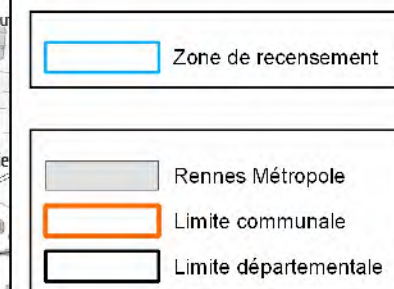 Zone de recensement
Rennes Métropole
Limite communale
Limite départementale